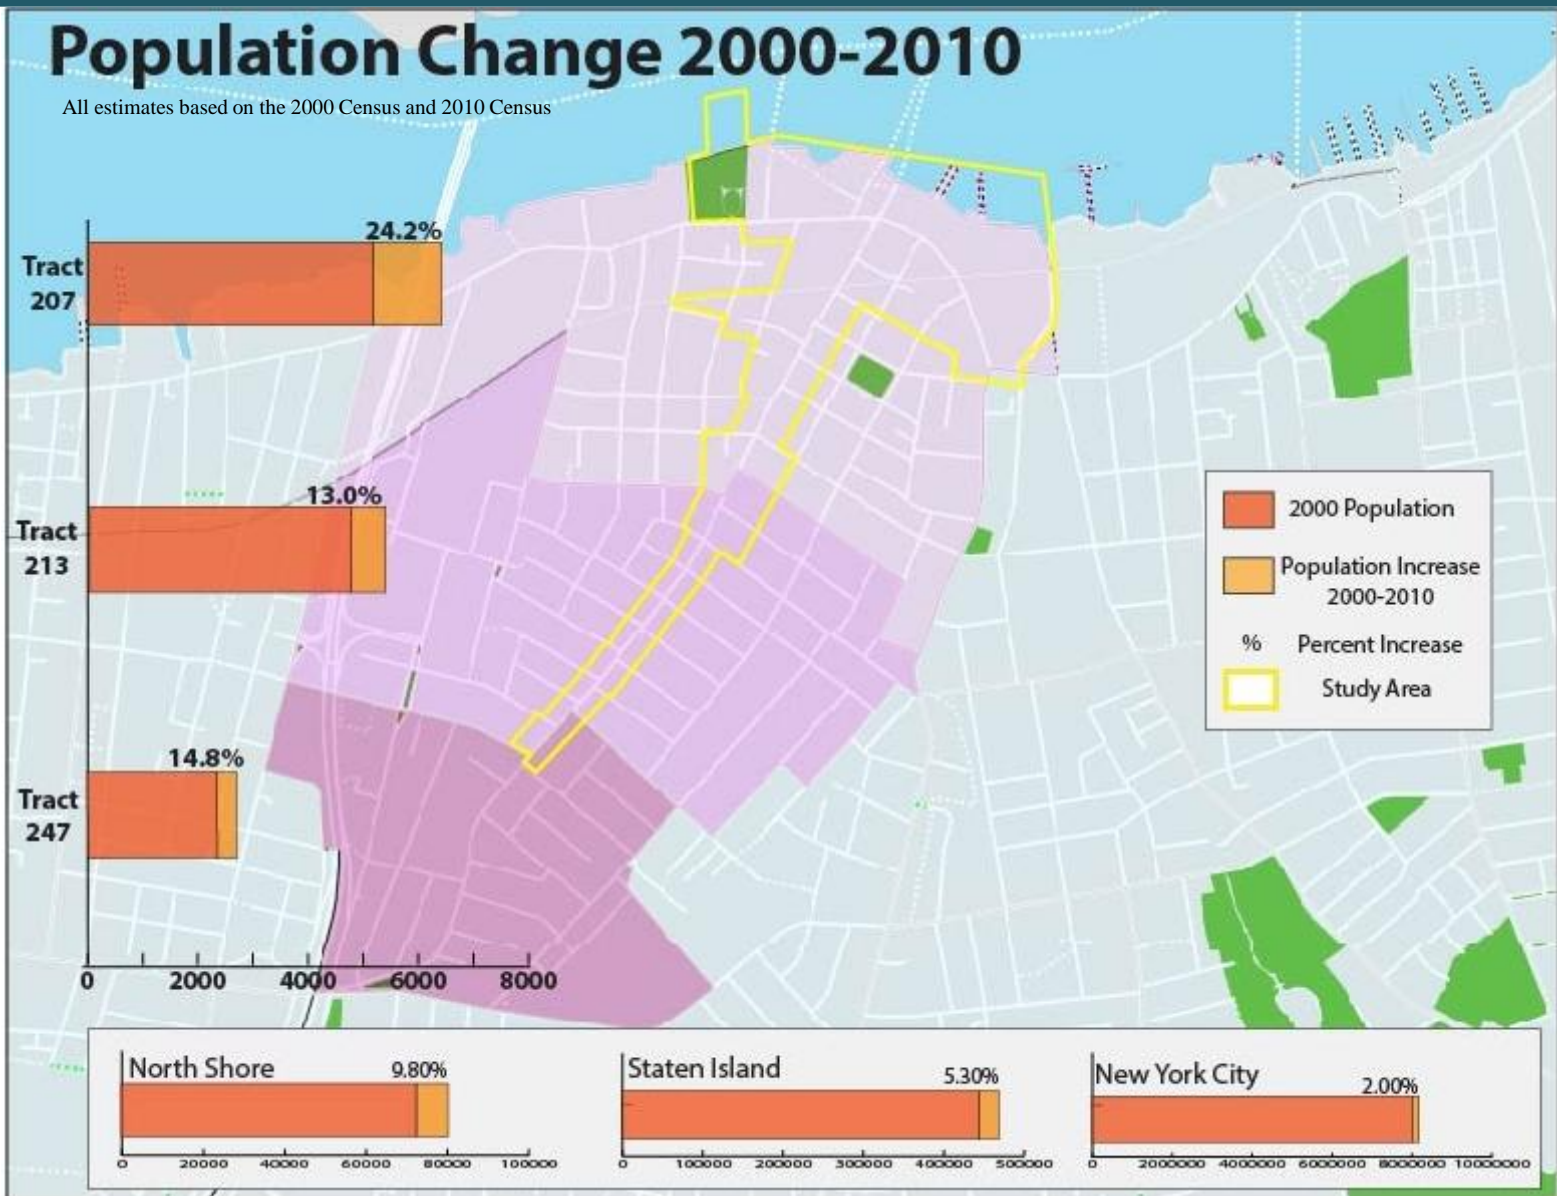 Population Change 2000-2010
All estimates based on the 2000 Census and 2010 Census
24.2%
Tract
207
13.0%
Tract
213
14.8%
Tract
247
0 2000 4000 6000 8000
2000 Population
Population Increase
2000-2010
% Percent Increase
Study Area
North Shore
9.80%
0 20000 40000 60000 80000 100000
Staten Island
5.30%
0 100000 200000 300000 400000 500000
New York City
2.00%
0 2000000 4000000 6000000 8000000 10000000